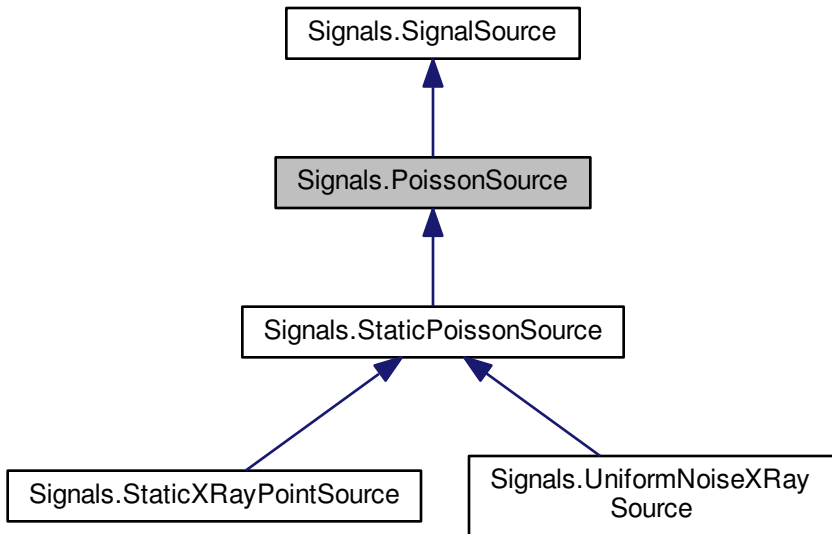 Signals.SignalSource
Signals.PoissonSource
Signals.StaticPoissonSource
Signals.StaticXRayPointSource
Signals.UniformNoiseXRay
Source